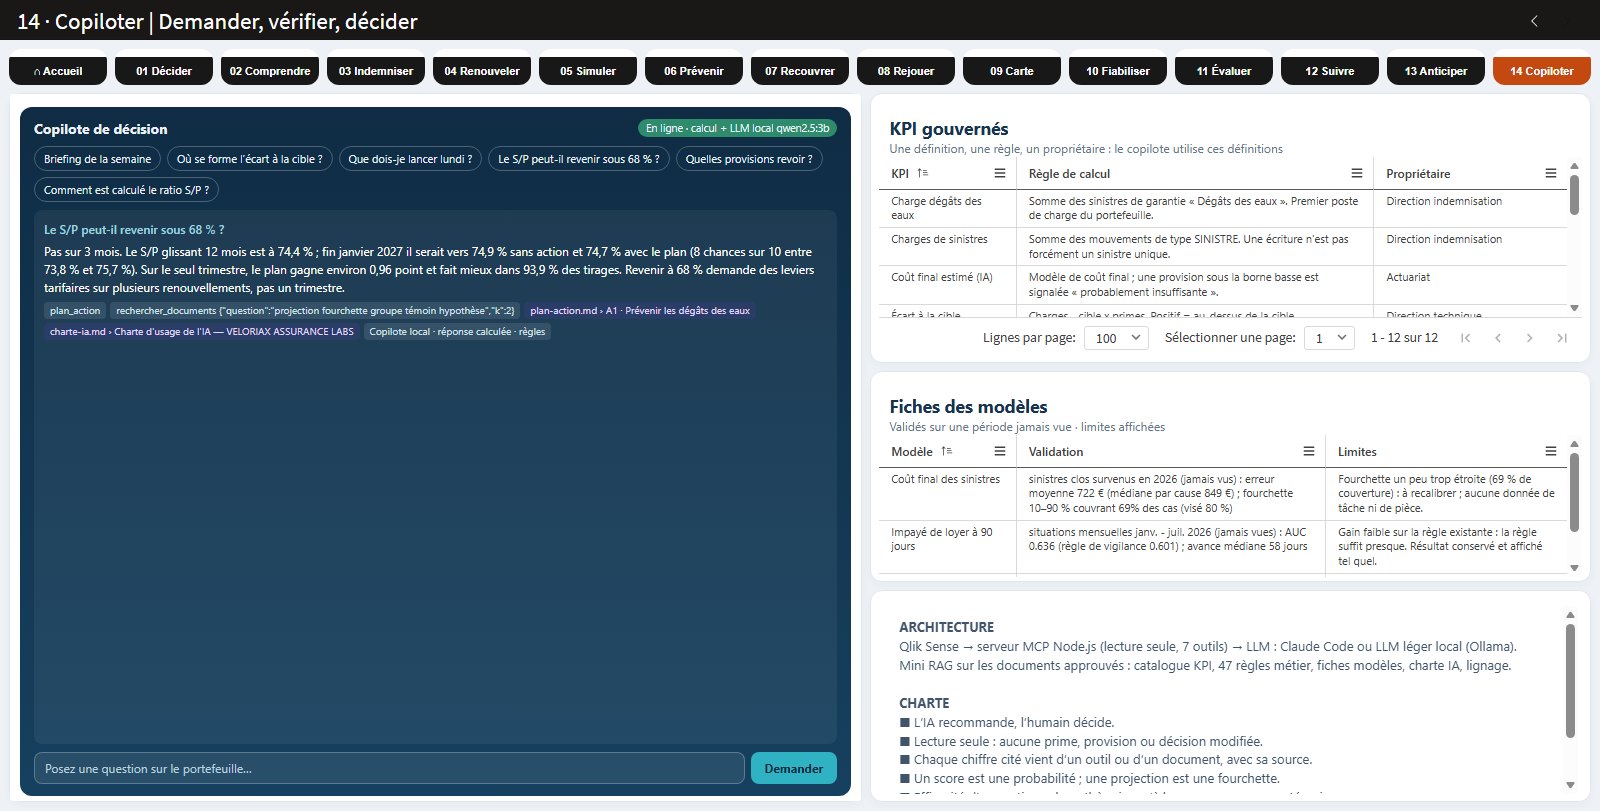 14 · Copiloter | Demander, vérifier, décider
∩ Accueil
01 Décider
02 Comprendre
03 Indemniser
04 Renouveler
05 Simuler
06 Prévenir
07 Recouvrer
08 Rejouer
09 Carte
10 Fiabiliser
11 Évaluer
12 Suivre
13 Anticiper
14 Copiloter
Copilote de décision
En ligne · calcul + LLM local qwen2.5:3b
Briefing de la semaine
Où se forme l'écart à la cible ?
Que dois-je lancer lundi ?
Le S/P peut-il revenir sous 68 % ?
Quelles provisions revoir ?
Comment est calculé le ratio S/P ?
Le S/P peut-il revenir sous 68 % ?
Pas sur 3 mois. Le S/P glissant 12 mois est à 74,4 % ; fin janvier 2027 il serait vers 74,9 % sans action et 74,7 % avec le plan (8 chances sur 10 entre
73,8 % et 75,7 %). Sur le seul trimestre, le plan gagne environ 0,96 point et fait mieux dans 93,9 % des tirages. Revenir à 68 % demande des leviers
tarifaires sur plusieurs renouvellements, pas un trimestre.
plan_action
rechercher_documents {"question":"projection fourchette groupe témoin hypothèse","k":2}
plan-action.md › A1 · Prévenir les dégâts des eaux
charte-ia.md › Charte d'usage de l'IA — VELORIAX ASSURANCE LABS
Copilote local · réponse calculée · règles
Posez une question sur le portefeuille...
Demander
KPI gouvernés
Une définition, une règle, un propriétaire : le copilote utilise ces définitions
KPI
Règle de calcul
Propriétaire
Charge dégâts des
eaux
Somme des sinistres de garantie « Dégâts des eaux ». Premier poste
de charge du portefeuille.
Direction indemnisation
Charges de sinistres
Somme des mouvements de type SINISTRE. Une écriture n'est pas
forcément un sinistre unique.
Direction indemnisation
Coût final estimé (IA)
Modèle de coût final ; une provision sous la borne basse est
signalée « probablement insuffisante ».
Actuariat
Écart à la cible
Charges − cible × primes. Positif = au-dessus de la cible.
Direction technique
Lignes par page:
100
Sélectionner une page:
1
1 - 12 sur 12
Fiches des modèles
Validés sur une période jamais vue · limites affichées
Modèle
Validation
Limites
Coût final des sinistres
sinistres clos survenus en 2026 (jamais vus) : erreur
moyenne 722 € (médiane par cause 849 €) ; fourchette
10–90 % couvrant 69% des cas (visé 80 %)
Fourchette un peu trop étroite (69 % de
couverture) : à recalibrer ; aucune donnée de
tâche ni de pièce.
Impayé de loyer à 90
jours
situations mensuelles janv. - juil. 2026 (jamais vues) : AUC
0.636 (règle de vigilance 0.601) ; avance médiane 58 jours
Gain faible sur la règle existante : la règle
suffit presque. Résultat conservé et affiché
tel quel.
ARCHITECTURE
Qlik Sense → serveur MCP Node.js (lecture seule, 7 outils) → LLM : Claude Code ou LLM léger local (Ollama).
Mini RAG sur les documents approuvés : catalogue KPI, 47 règles métier, fiches modèles, charte IA, lignage.
CHARTE
■ L'IA recommande, l'humain décide.
■ Lecture seule : aucune prime, provision ou décision modifiée.
■ Chaque chiffre cité vient d'un outil ou d'un document, avec sa source.
■ Un score est une probabilité ; une projection est une fourchette.